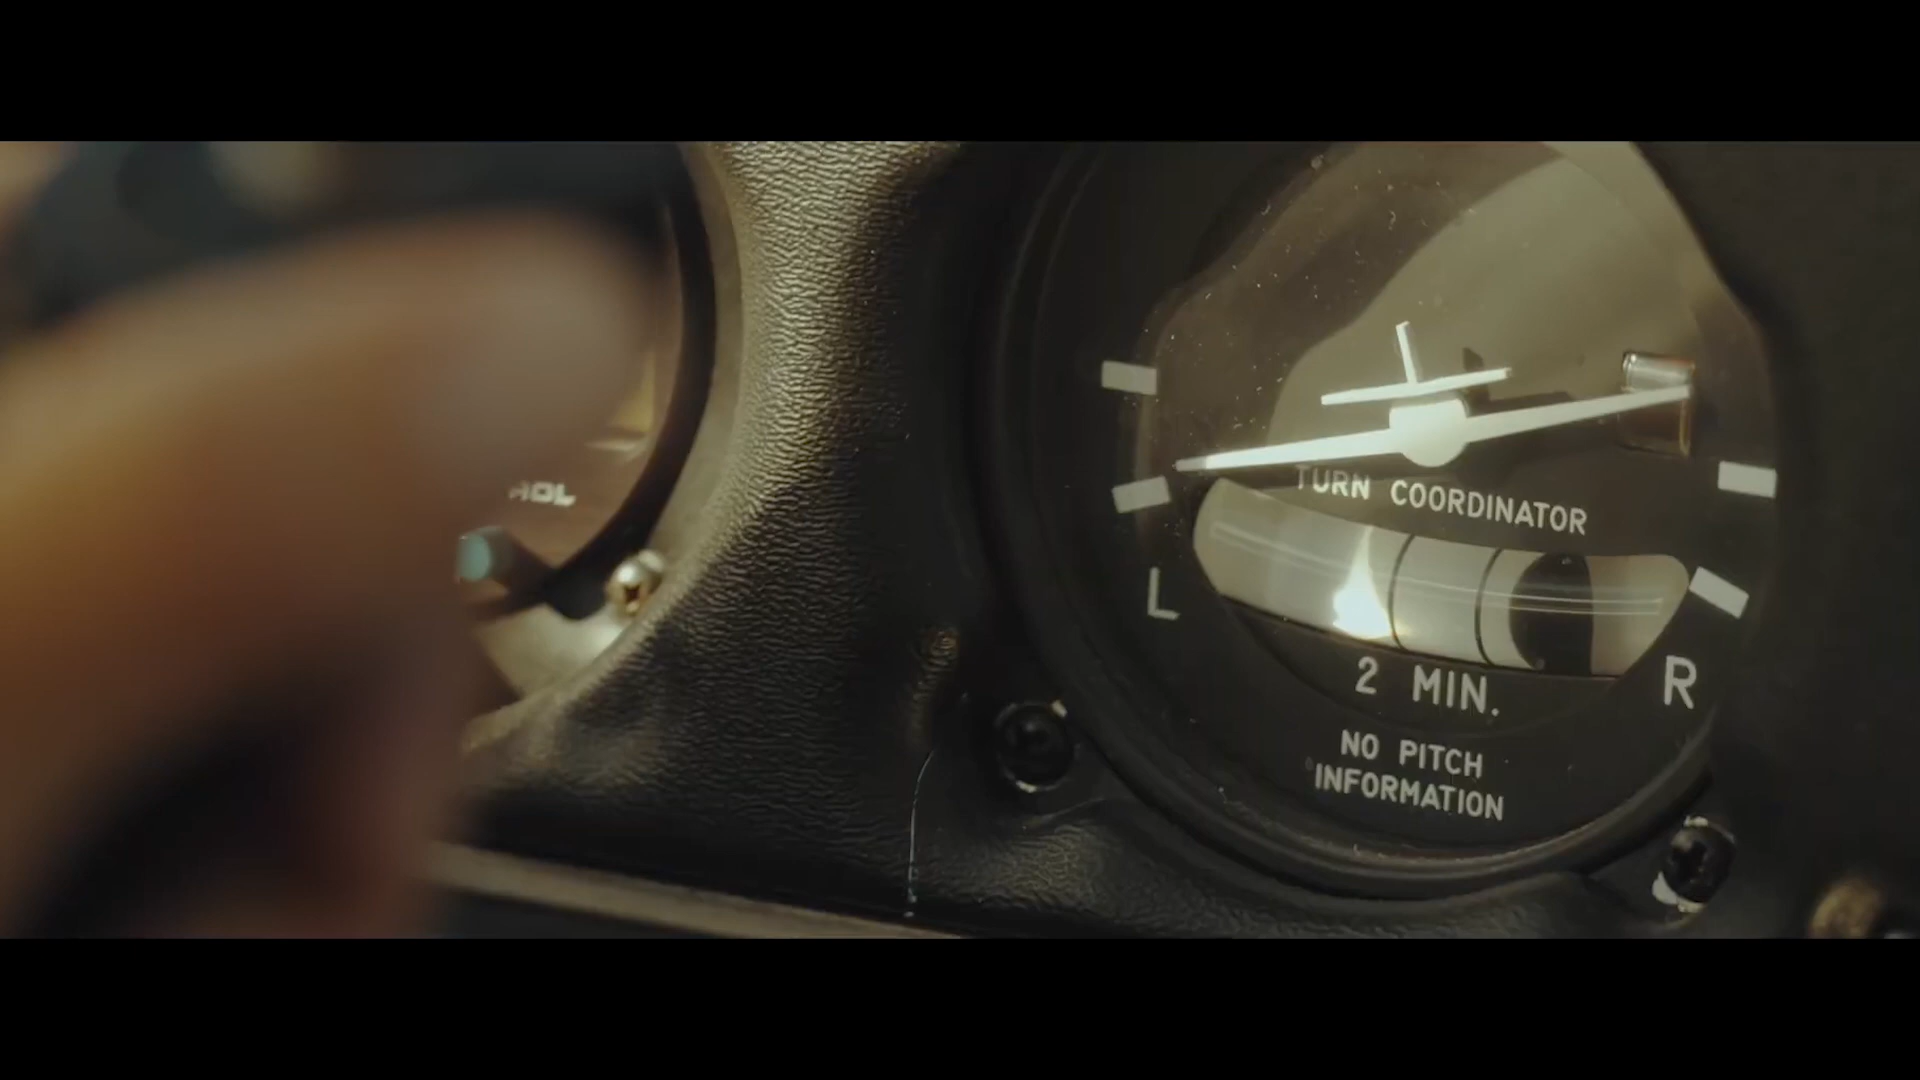 TURN COORDINATOR
L
R
2 MIN.
NO PITCH
INFORMATION